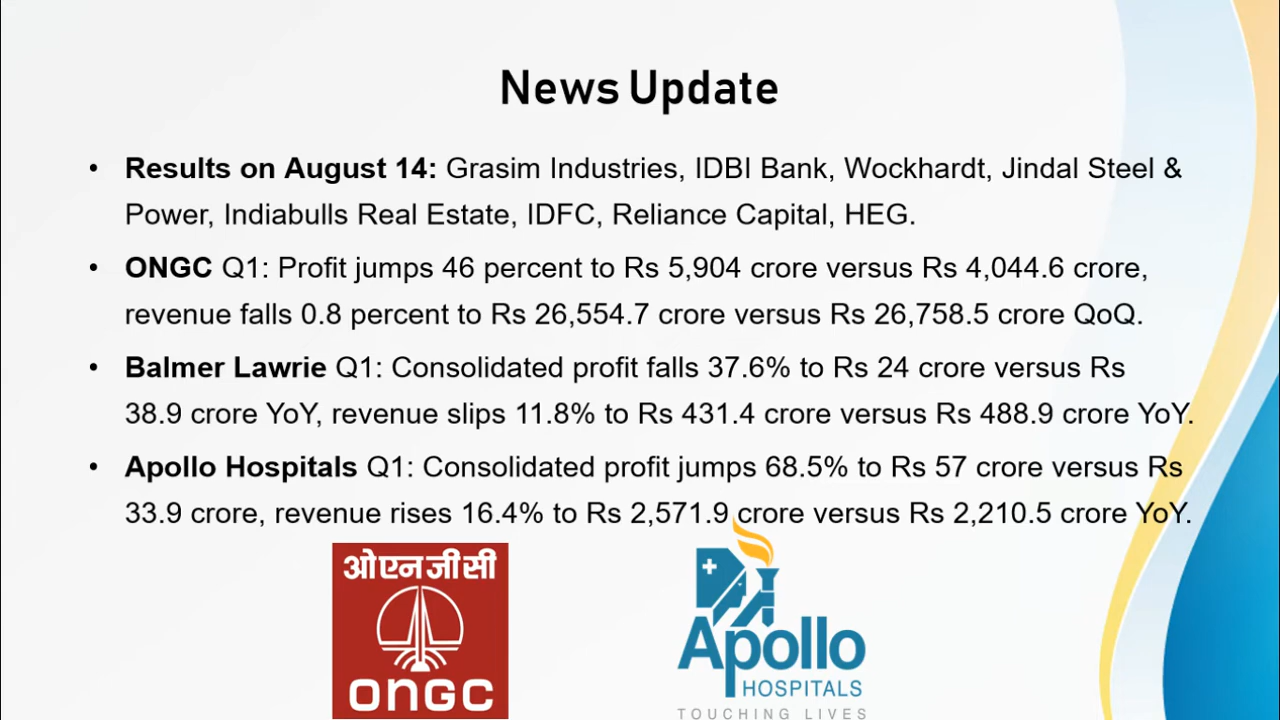 News Update
• Results on August 14: Grasim Industries, IDBI Bank, Wockhardt, Jindal Steel &
Power, Indiabulls Real Estate, IDFC, Reliance Capital, HEG.
• ONGC Q1: Profit jumps 46 percent to Rs 5,904 crore versus Rs 4,044.6 crore,
revenue falls 0.8 percent to Rs 26,554.7 crore versus Rs 26,758.5 crore QoQ.
• Balmer Lawrie Q1: Consolidated profit falls 37.6% to Rs 24 crore versus Rs
38.9 crore YoY, revenue slips 11.8% to Rs 431.4 crore versus Rs 488.9 crore YoY.
• Apollo Hospitals Q1: Consolidated profit jumps 68.5% to Rs 57 crore versus Rs
33.9 crore, revenue rises 16.4% to Rs 2,571.9 crore versus Rs 2,210.5 crore YoY.
ओएनजीसी
ONGC
Apollo
HOSPITALS
TOUCHING LIVES